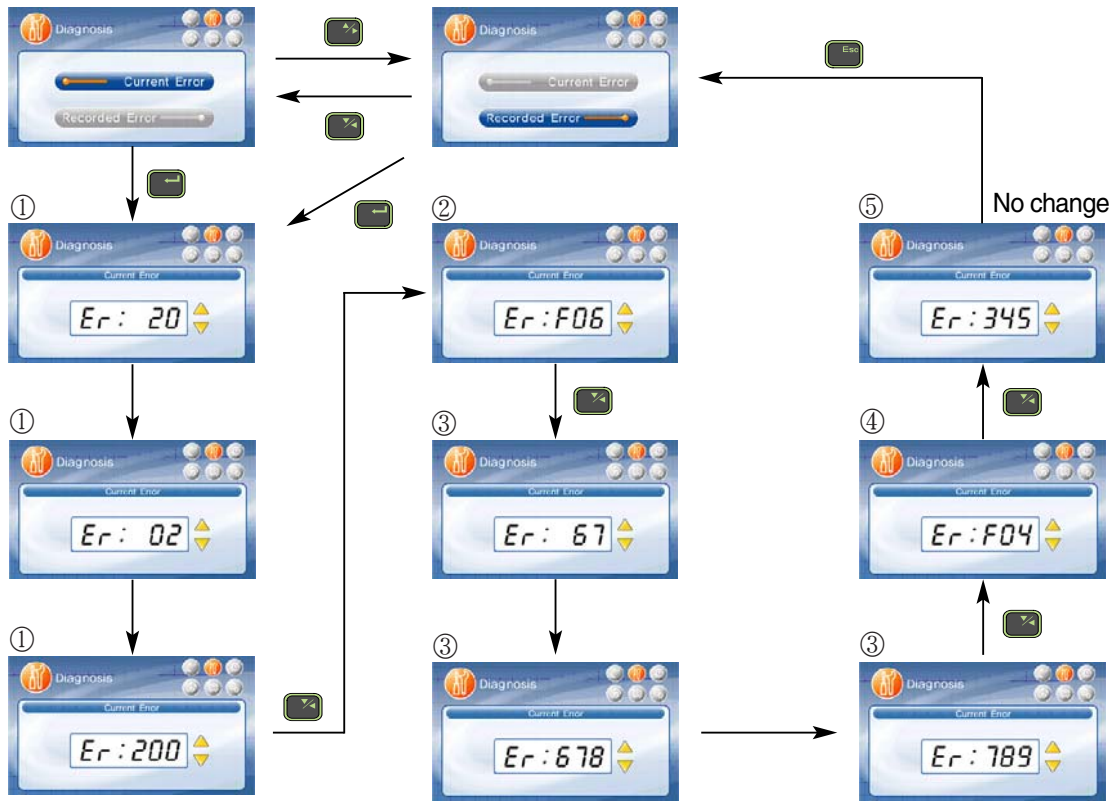 Diagnosis
Current Error
Recorded Error
Diagnosis
Current Error
Recorded Error
Esc
①
Diagnosis
Current Error
Er: 20
②
Diagnosis
Current Error
Er:F06
⑤
No change
Diagnosis
Current Error
Er:345
①
Diagnosis
Current Error
Er: 02
③
Diagnosis
Current Error
Er: 67
④
Diagnosis
Current Error
Er:F04
①
Diagnosis
Current Error
Er:200
③
Diagnosis
Current Error
Er:678
③
Diagnosis
Current Error
Er:789